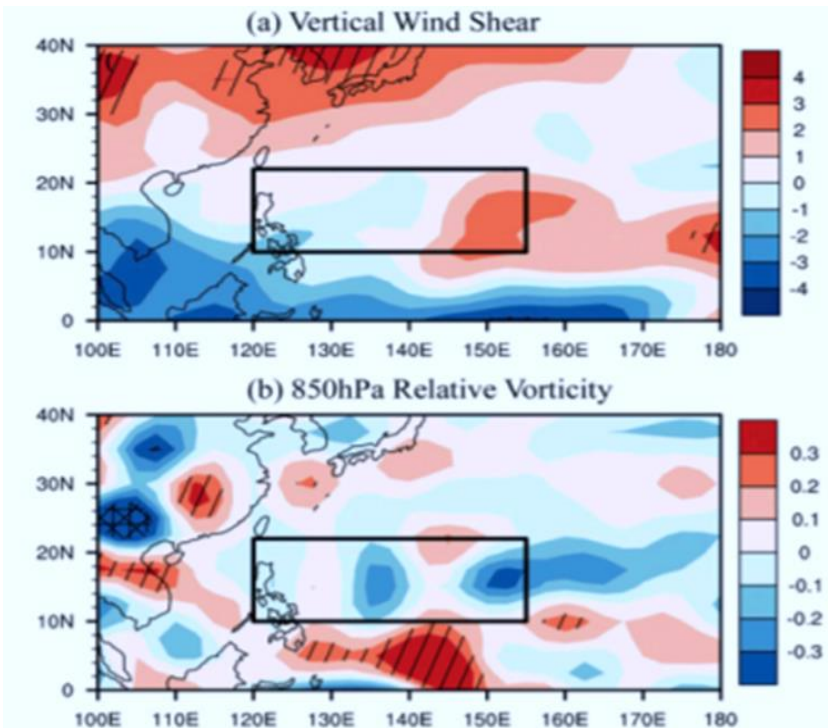 (a) Vertical Wind Shear
40N
30N
20N
10N
0
100E 110E 120E 130E 140E 150E 160E 170E 180
4
3
2
1
0
-1
-2
-3
-4
(b) 850hPa Relative Vorticity
40N
30N
20N
10N
0
100E 110E 120E 130E 140E 150E 160E 170E 180
0.3
0.2
0.1
0
-0.1
-0.2
-0.3